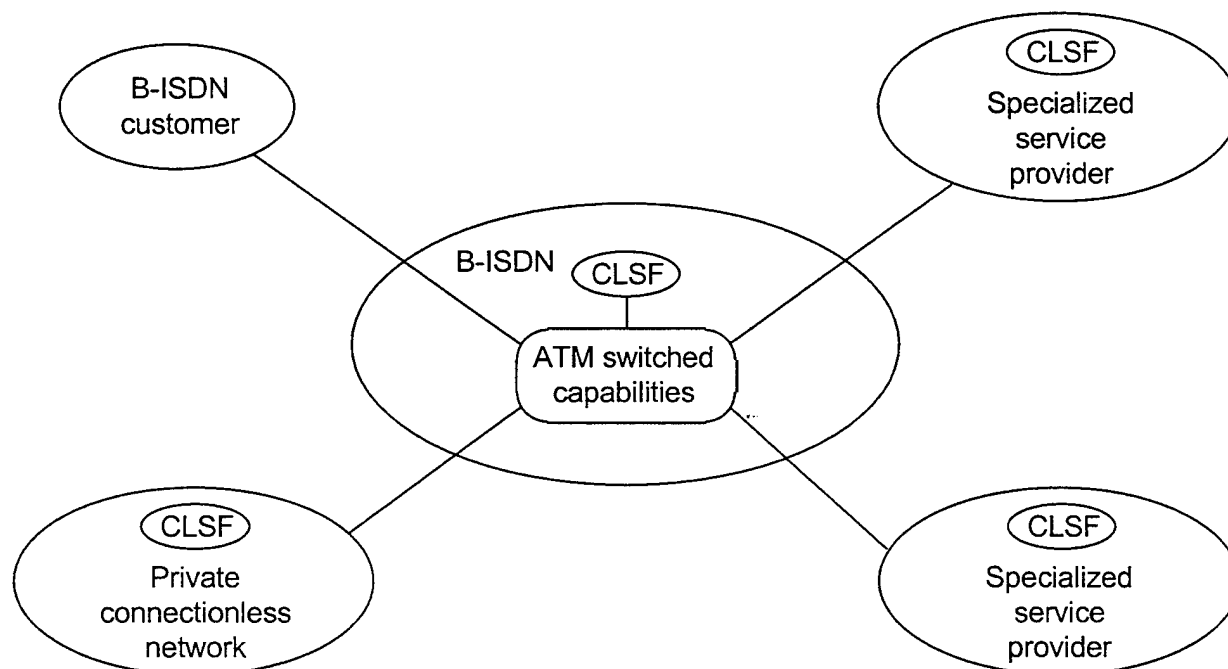 B-ISDN
customer
CLSF
Specialized
service
provider
B-ISDN
CLSF
ATM switched
capabilities
CLSF
Private
connectionless
network
CLSF
Specialized
service
provider